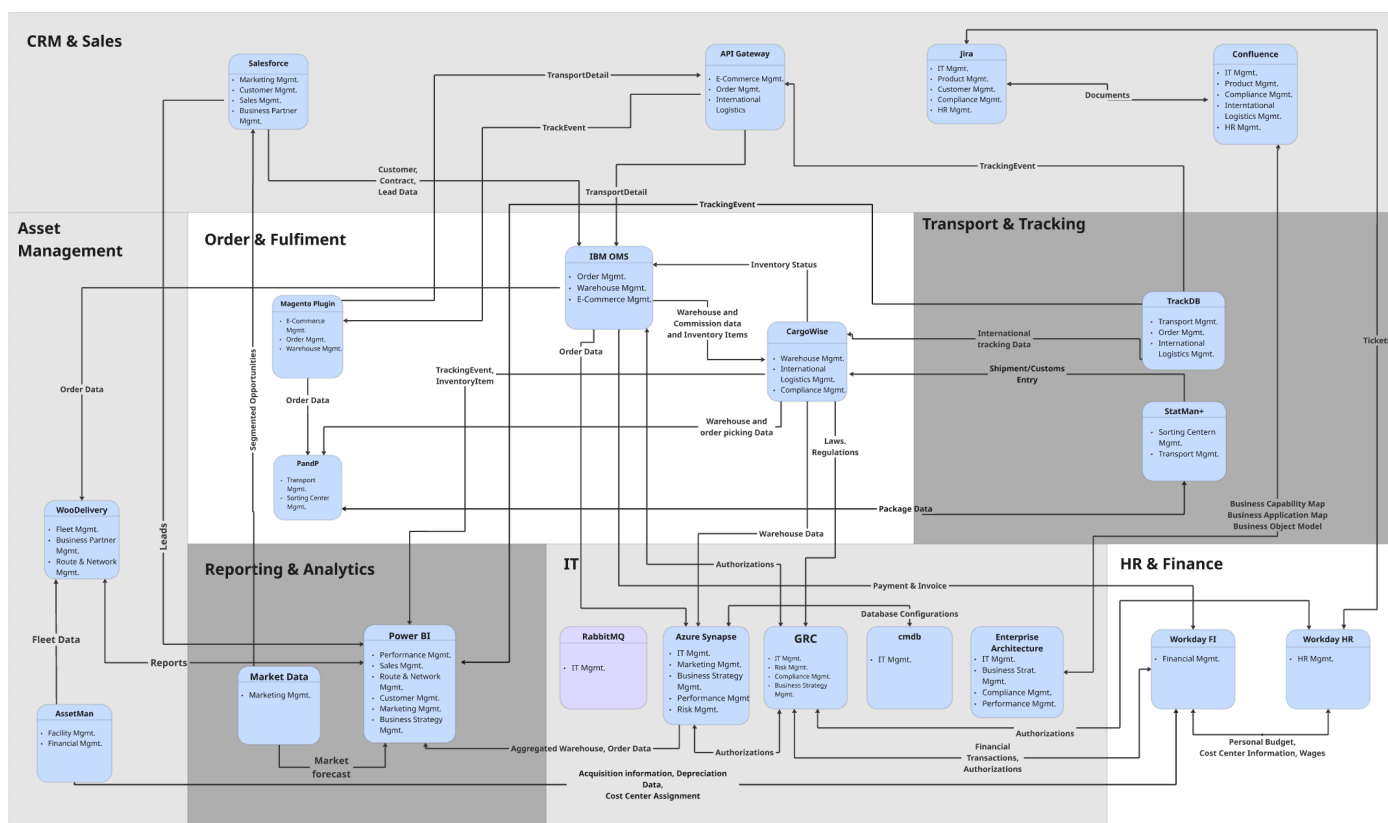 CRM & Sales
Salesforce
Marketing Mgmt.
Customer Mgmt.
Sales Mgmt.
Business Partner
Mgmt.
API Gateway
E-Commerce Mgmt.
Order Mgmt.
International
Logistics
Jira
IT Mgmt.
Product Mgmt.
Customer Mgmt.
Compliance Mgmt.
HR Mgmt.
Confluence
IT Mgmt.
Product Mgmt.
Compliance Mgmt.
International
Logistics Mgmt.
HR Mgmt.
TransportDetail
TrackEvent
Documents
Customer,
Contract,
Lead Data
TransportDetail
TrackingEvent
TrackingEvent
Asset
Management
Order & Fulfiment
Transport & Tracking
IBM OMS
Order Mgmt.
Warehouse Mgmt.
E-Commerce Mgmt.
Inventory Status
Magento Plugin
E-Commerce
Mgmt.
Order Mgmt.
Warehouse Mgmt.
Warehouse and
Commission data
and Inventory Items
CargoWise
Warehouse Mgmt.
International
Logistics Mgmt.
Compliance Mgmt.
International
tracking Data
TrackDB
Transport Mgmt.
Order Mgmt.
International
Logistics Mgmt.
Ticket
Order Data
Order Data
Segmented Opportunities
TrackingEvent,
InventoryItem
Shipment/Customs
Entry
Order Data
StatMan+
Sorting Centern
Mgmt.
Transport Mgmt.
Warehouse and
order picking Data
Laws.
Regulations
PandP
Transport
Mgmt.
Sorting Center
Mgmt.
Package Data
Business Capability Map
Business Application Map
Business Object Model
WooDelivery
Fleet Mgmt.
Business Partner
Mgmt.
Route & Network
Mgmt.
Leads
Warehouse Data
Reporting & Analytics
IT
HR & Finance
Authorizations
Payment & Invoice
Database Configurations
Fleet Data
Reports
Power BI
Performance Mgmt.
Sales Mgmt.
Route & Network
Mgmt.
Customer Mgmt.
Marketing Mgmt.
Business Strategy
Mgmt.
Market Data
Marketing Mgmt.
RabbitMQ
IT Mgmt.
Azure Synapse
IT Mgmt.
Marketing Mgmt.
Business Strategy
Mgmt.
Performance Mgmt
Risk Mgmt.
GRC
IT Mgmt.
Risk Mgmt.
Compliance Mgmt.
Business Strategy
Mgmt.
cmdb
IT Mgmt.
Enterprise
Architecture
IT Mgmt.
Business Strat.
Mgmt.
Compliance Mgmt.
Performance Mgmt.
Workday FI
Financial Mgmt.
Workday HR
HR Mgmt.
AssetMan
Facility Mgmt.
Financial Mgmt.
Market
forecast
Aggregated Warehouse, Order Data
Authorizations
Authorizations
Financial
Transactions,
Authorizations
Personal Budget,
Cost Center Information, Wages
Acquisition information, Depreciation
Data,
Cost Center Assignment